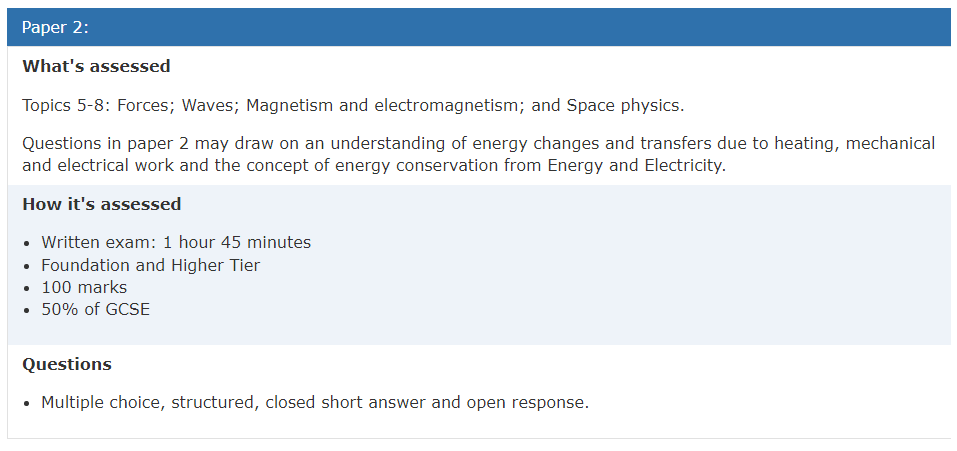 Paper 2:
What's assessed
Topics 5-8: Forces; Waves; Magnetism and electromagnetism; and Space physics.
Questions in paper 2 may draw on an understanding of energy changes and transfers due to heating, mechanical
and electrical work and the concept of energy conservation from Energy and Electricity.
How it's assessed
• Written exam: 1 hour 45 minutes
• Foundation and Higher Tier
• 100 marks
• 50% of GCSE
Questions
• Multiple choice, structured, closed short answer and open response.